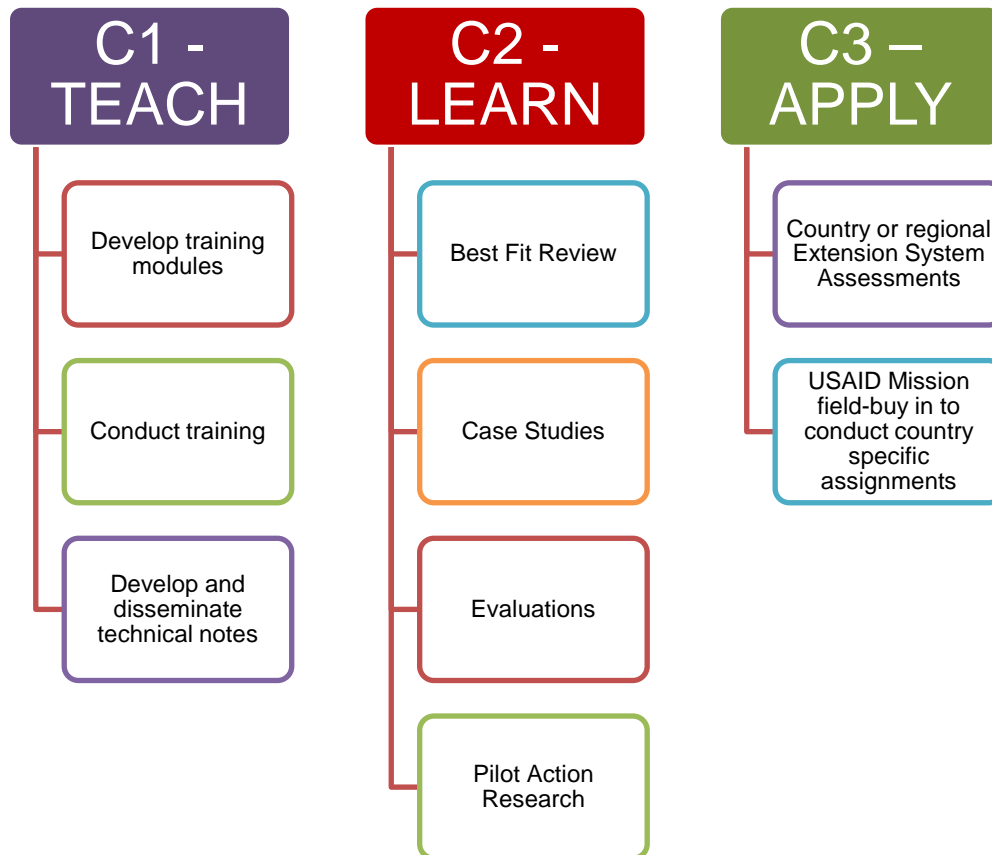 C1 -
TEACH
Develop training
modules
Conduct training
Develop and
disseminate
technical notes
C2 -
LEARN
Best Fit Review
Case Studies
Evaluations
Pilot Action
Research
C3 –
APPLY
Country or regional
Extension System
Assessments
USAID Mission
field-buy in to
conduct country
specific
assignments